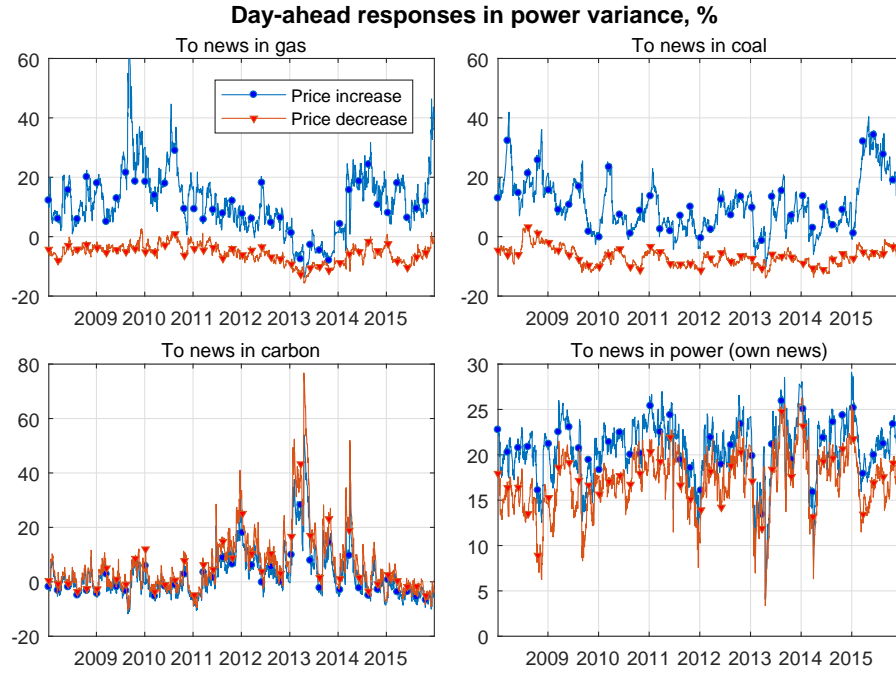 Day-ahead responses in power variance, %
To news in gas
60
40
20
0
-20
Price increase
Price decrease
2009 2010 2011 2012 2013 2014 2015
To news in coal
60
40
20
0
-20
2009 2010 2011 2012 2013 2014 2015
To news in carbon
80
60
40
20
0
-20
2009 2010 2011 2012 2013 2014 2015
To news in power (own news)
30
25
20
15
10
5
0
2009 2010 2011 2012 2013 2014 2015